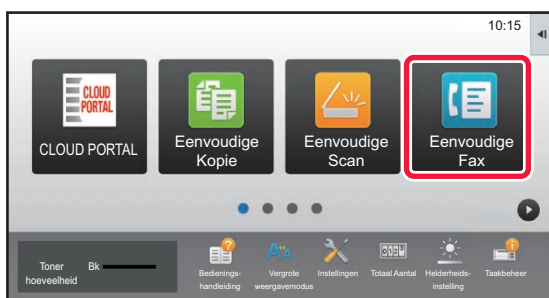 10:15
CLOUD
PORTAL
CLOUD PORTAL
Eenvoudige
Kopie
Eenvoudige
Scan
Eenvoudige
Fax
Toner
hoeveelheid
Bk
Bedienings-
handleiding
Vergrote
weergavemodus
Instellingen
Totaal Aantal
Helderheids-
instelling
Taakbeheer